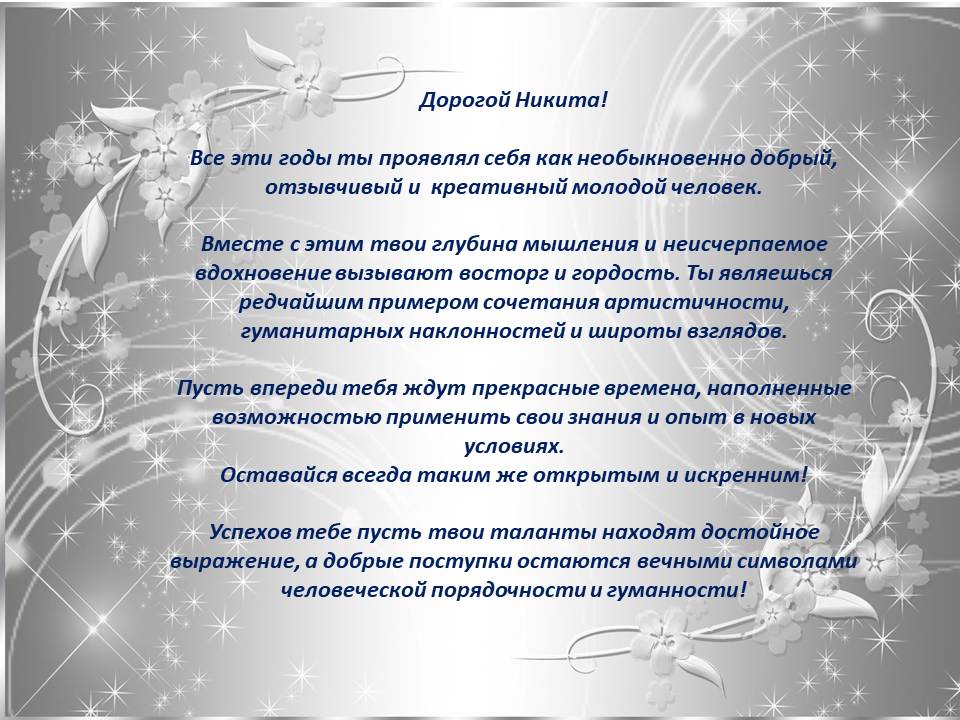 Дорогой Никита!
Все эти годы ты проявлял себя как необыкновенно добрый,
отзывчивый и  креативный молодой человек.
Вместе с этим твои глубина мышления и неисчерпаемое
вдохновение вызывают восторг и гордость. Ты являешься
редчайшим примером сочетания артистичности,
гуманитарных наклонностей и широты взглядов.
Пусть впереди тебя ждут прекрасные времена, наполненные
возможностью применить свои знания и опыт в новых
условиях.
Оставайся всегда таким же открытым и искренним!
Успехов тебе пусть твои таланты находят достойное
выражение, а добрые поступки остаются вечными символами
человеческой порядочности и гуманности!